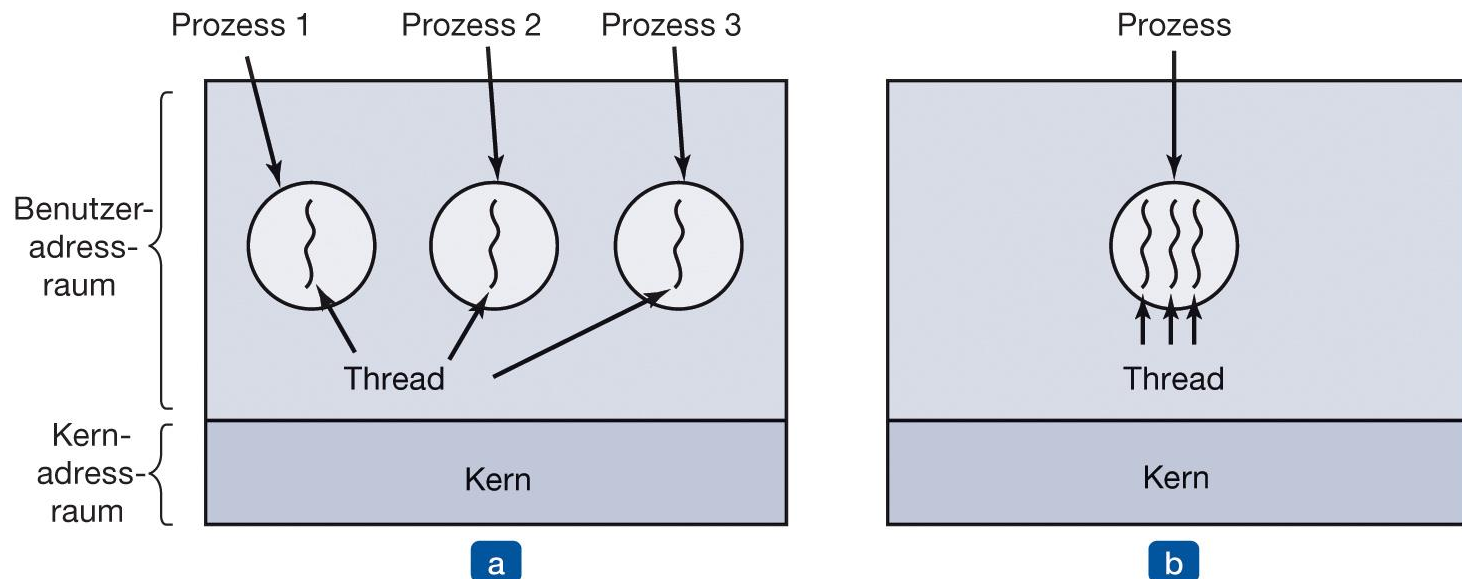 Prozess 1 Prozess 2 Prozess 3
Benutzer-
adress-
raum
Thread
Kern-
adress-
raum
Kern
a
Prozess
Thread
Kern
b